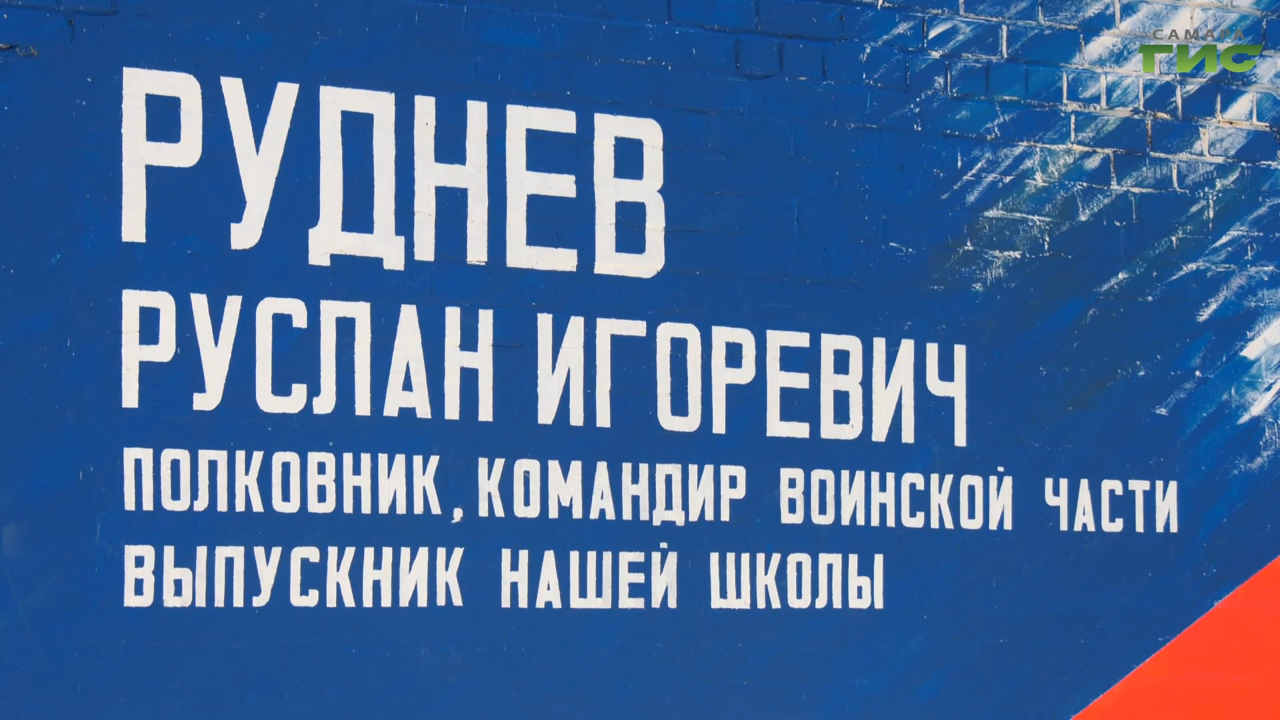 САМАРА
ГИС
РУДНЕВ
РУСЛАН ИГОРЕВИЧ
ПОЛКОВНИК, КОМАНДИР ВОИНСКОЙ ЧАСТИ
ВЫПУСКНИК НАШЕЙ ШКОЛЫ